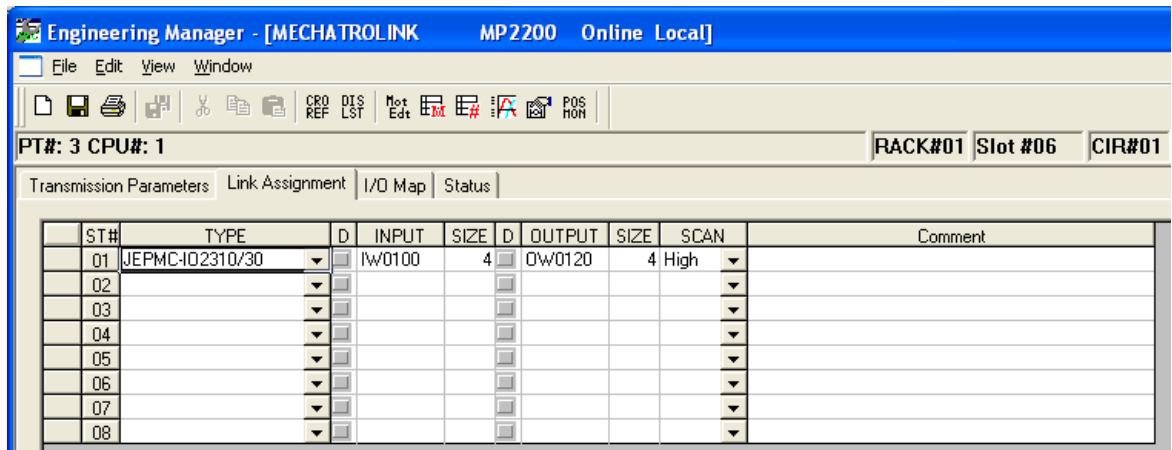 Engineering Manager - [MECHATROLINK MP2200 Online Local]
File Edit View Window
CRO REF DIS LST Mot Edt M # POS MON
PT#: 3 CPU#: 1 RACK#01 Slot #06 CIR#01
Transmission Parameters Link Assignment I/O Map Status
ST# TYPE D INPUT SIZE D OUTPUT SIZE SCAN Comment
01 JEPMC-IO2310/30 IW0100 4 OW0120 4 High
02
03
04
05
06
07
08